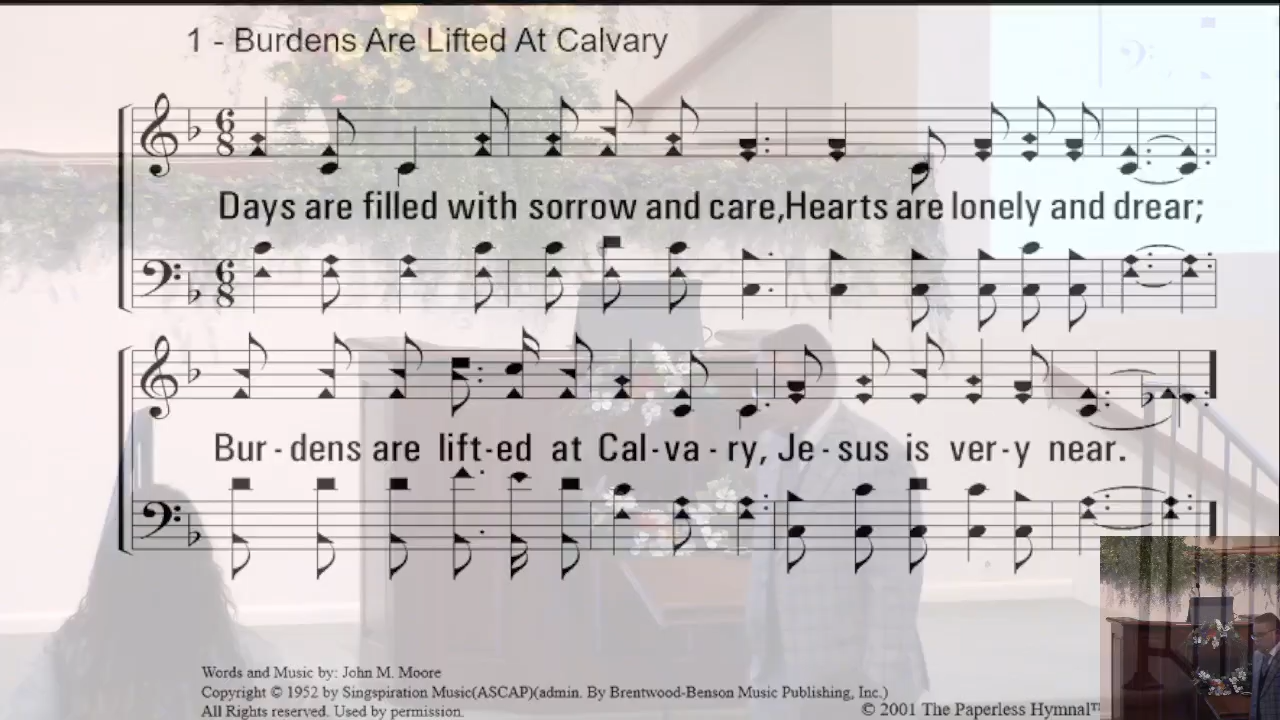 1 - Burdens Are Lifted At Calvary
Days are filled with sorrow and care,Hearts are lonely and drear;
Bur - dens are lift-ed at Cal-va - ry, Je - sus is ver-y near.
Words and Music by: John M. Moore
Copyright © 1952 by Singspiration Music(ASCAP)(admin. By Brentwood-Benson Music Publishing, Inc.)
All Rights reserved. Used by permission.
© 2001 The Paperless Hymnal